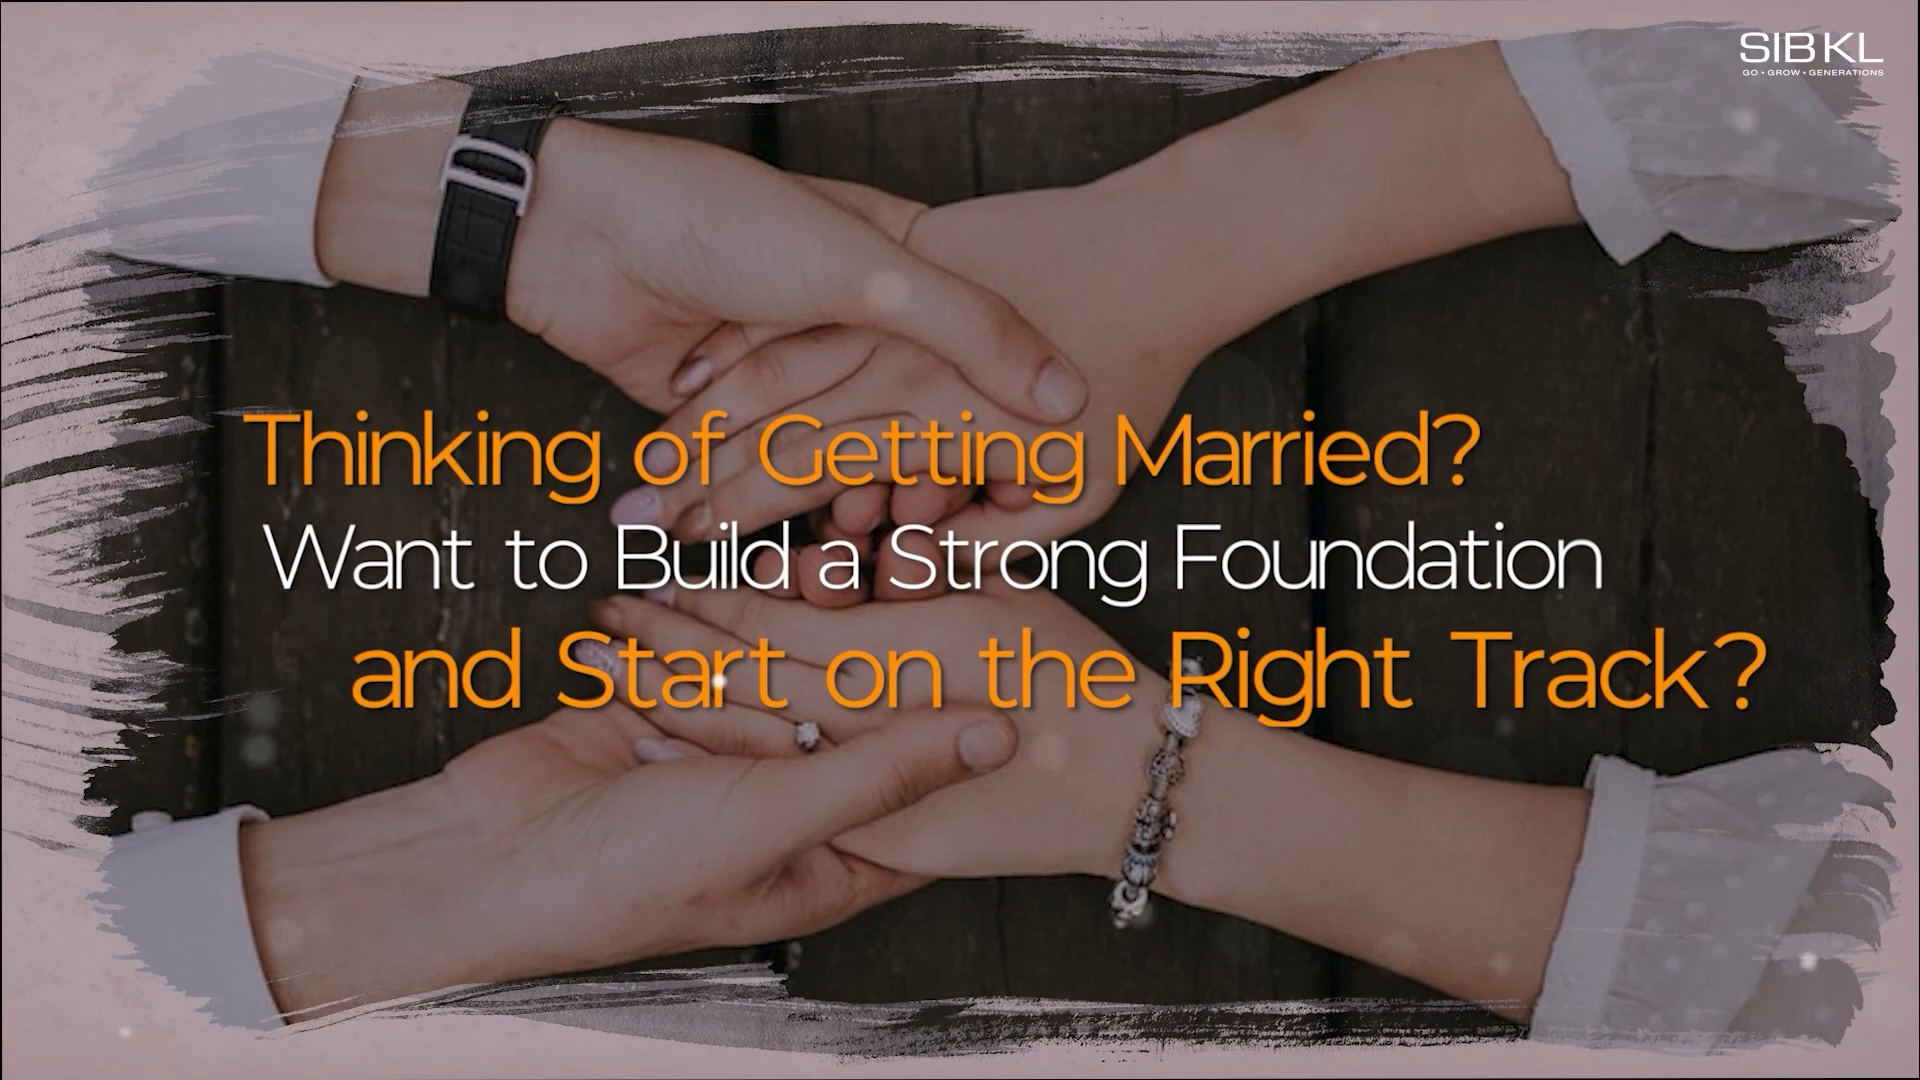 SIBKL
GO • GROW • GENERATIONS
Thinking of Getting Married?
Want to Build a Strong Foundation
and Start on the Right Track?